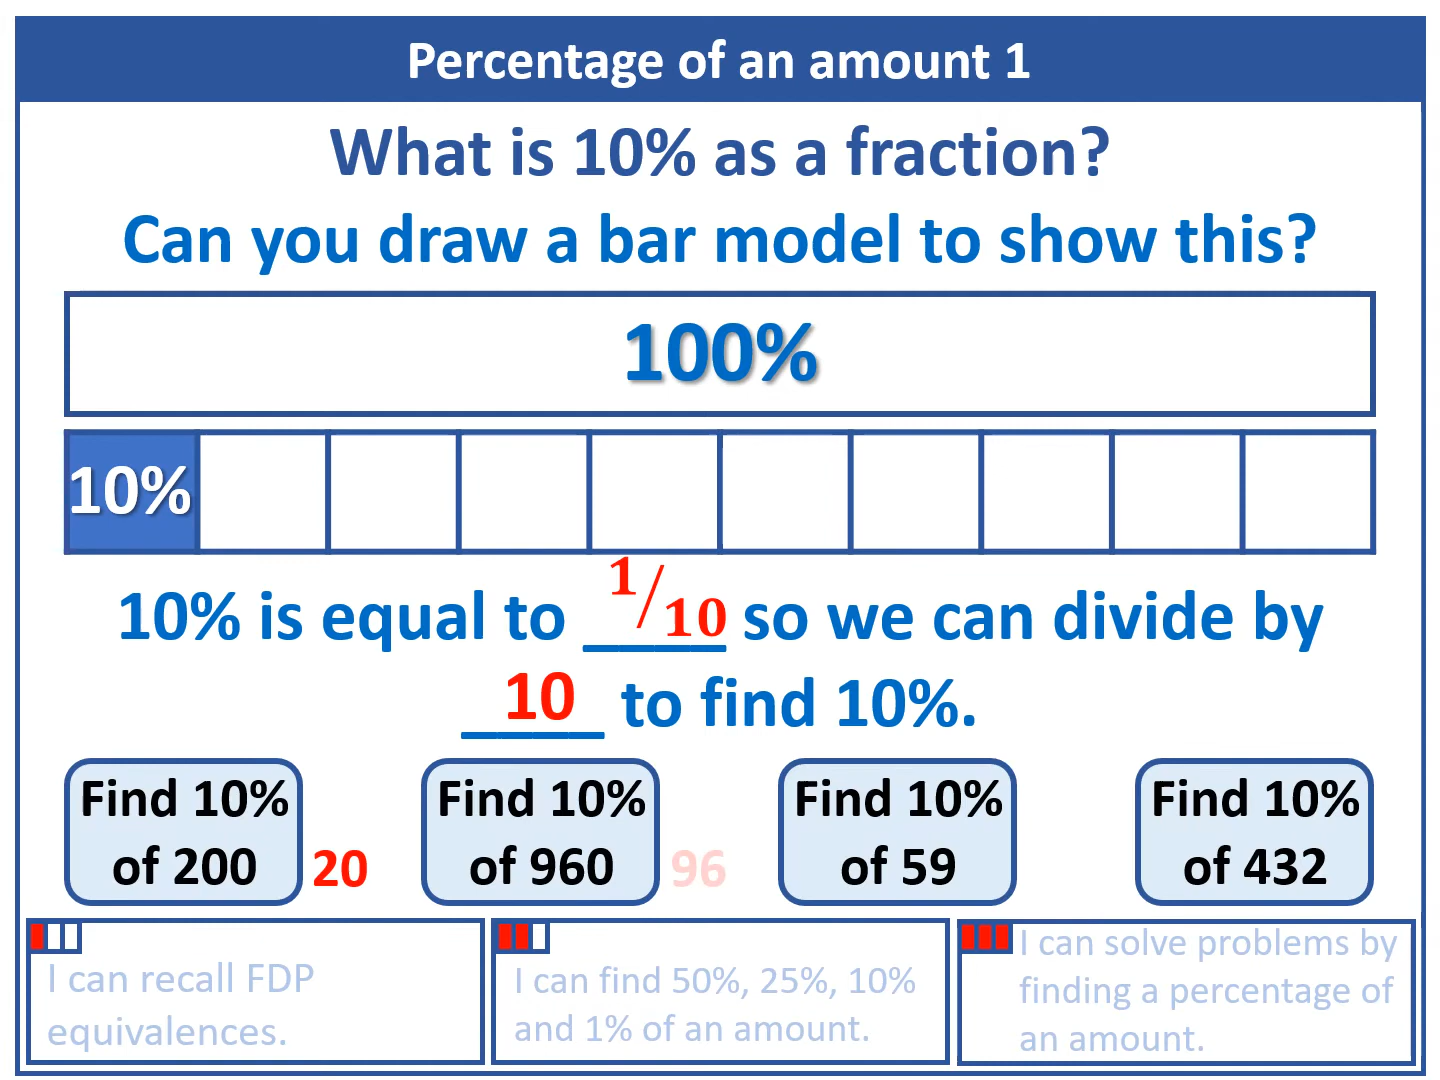 Percentage of an amount 1
What is 10% as a fraction?
Can you draw a bar model to show this?
100%
10%
10% is equal to 1/10 so we can divide by
10 to find 10%.
Find 10%
of 200
20
Find 10%
of 960
96
Find 10%
of 59
Find 10%
of 432
I can recall FDP
equivalences.
I can find 50%, 25%, 10%
and 1% of an amount.
I can solve problems by
finding a percentage of
an amount.